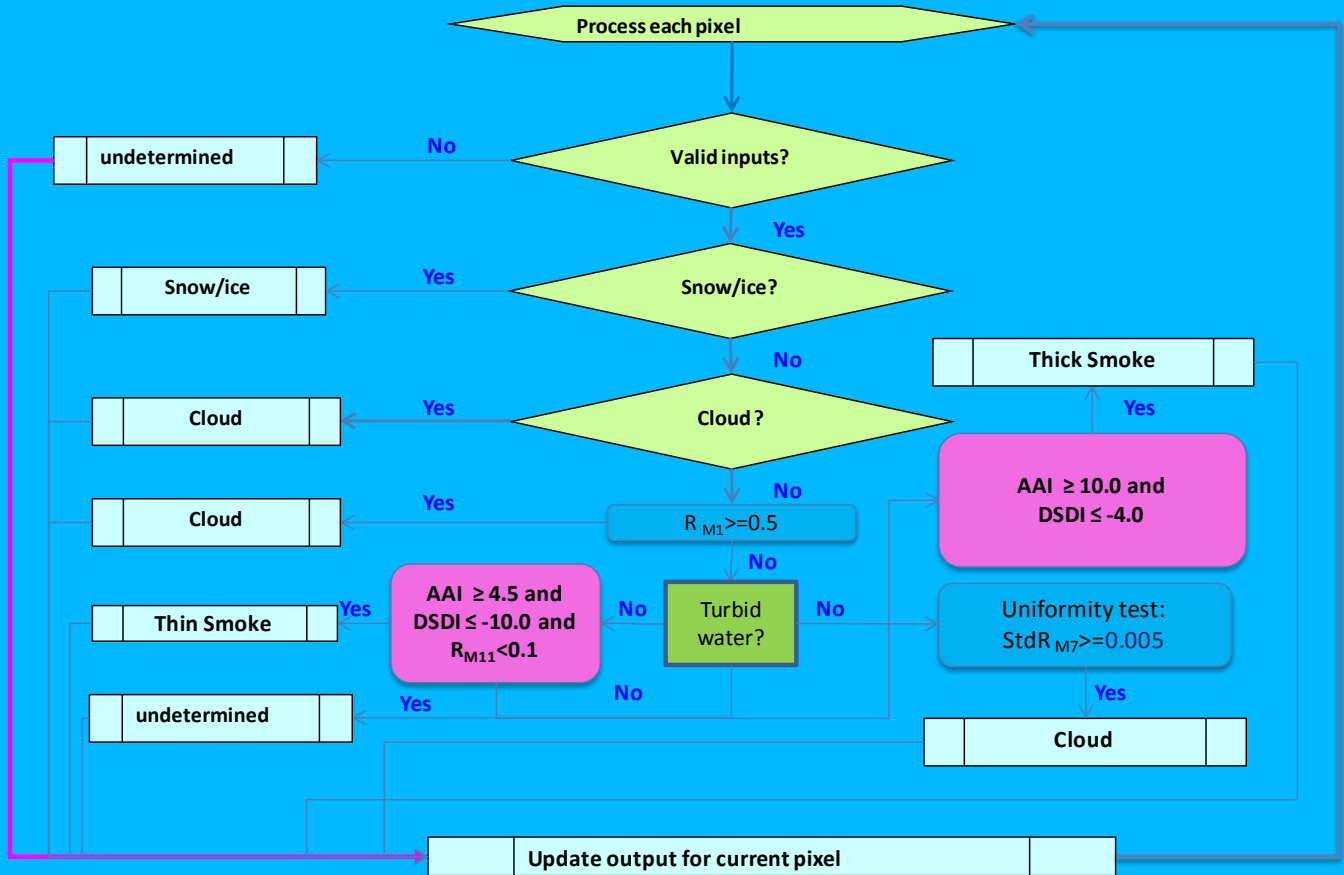 Process each pixel
undetermined
No
Valid inputs?
Yes
Snow/ice
Yes
Snow/ice?
No
Thick Smoke
Yes
Cloud
Yes
Cloud ?
No
AAI ≥ 10.0 and
DSDI ≤ -4.0
Cloud
Yes
R M1>=0.5
No
Thin Smoke
Yes
AAI ≥ 4.5 and
DSDI ≤ -10.0 and
RM11<0.1
No
Turbid
water?
No
Uniformity test:
StdR M7>=0.005
undetermined
Yes
No
Yes
Cloud
Update output for current pixel